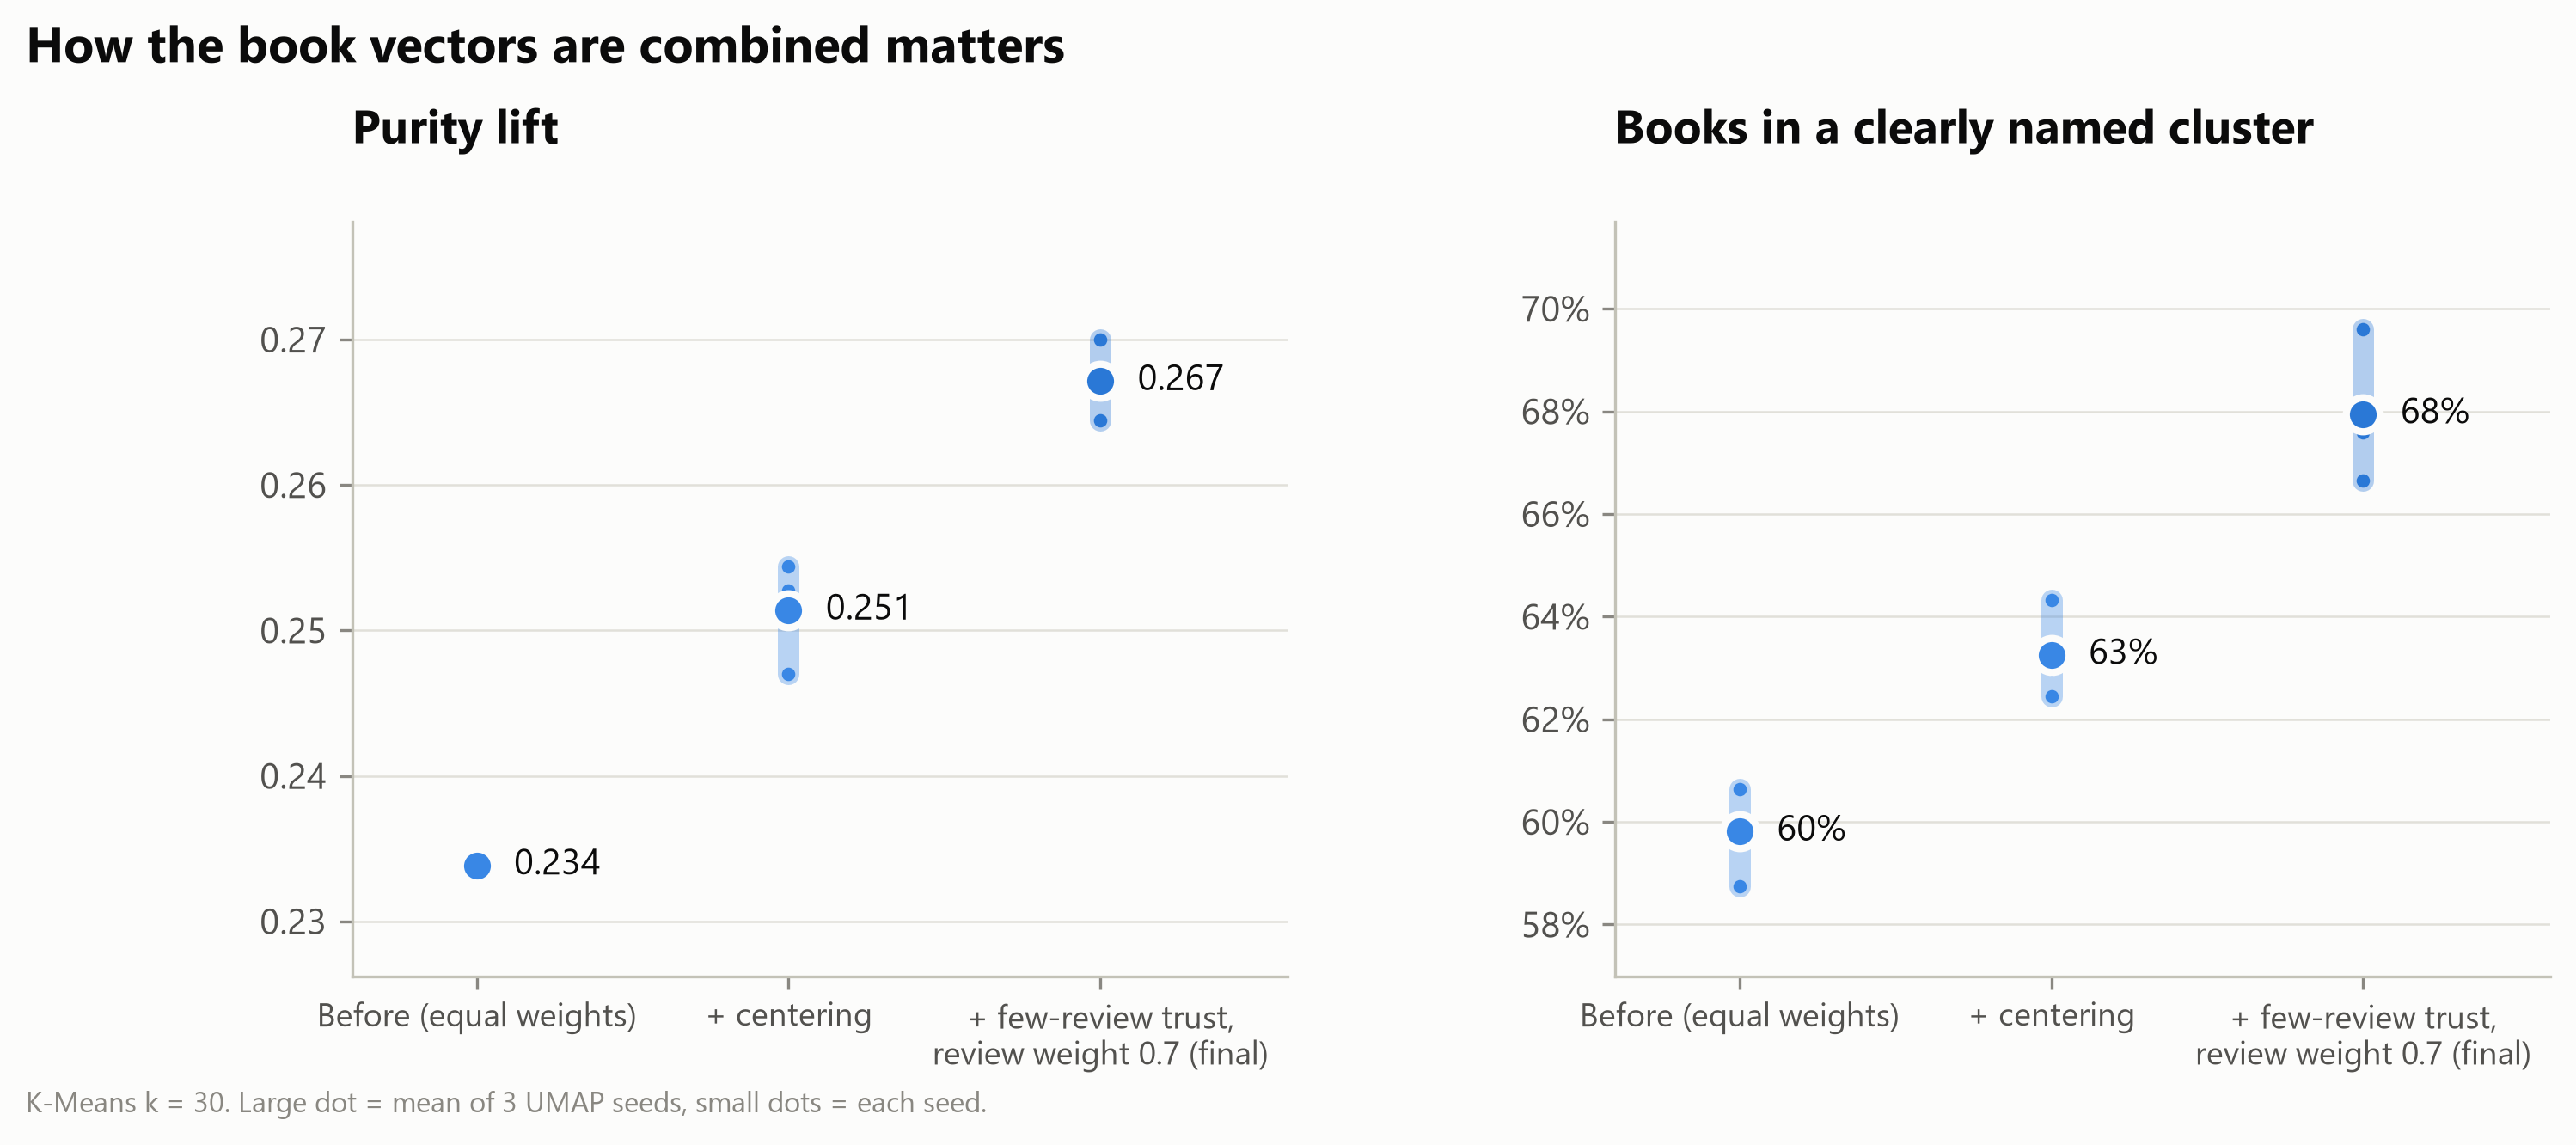 How the book vectors are combined matters
Purity lift
0.27
0.26
0.25
0.24
0.23
0.234
0.251
0.267
Before (equal weights)
+ centering
+ few-review trust,
review weight 0.7 (final)
Books in a clearly named cluster
70%
68%
66%
64%
62%
60%
58%
60%
63%
68%
Before (equal weights)
+ centering
+ few-review trust,
review weight 0.7 (final)
K-Means k = 30. Large dot = mean of 3 UMAP seeds, small dots = each seed.